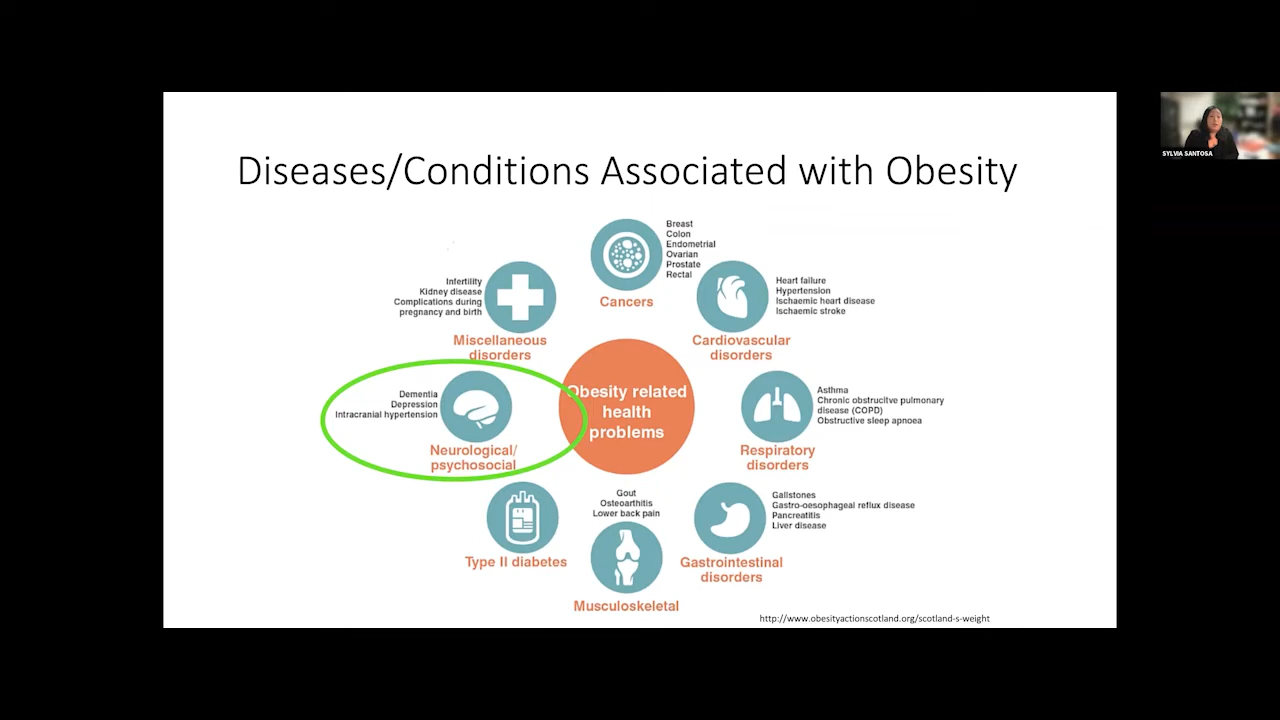 Diseases/Conditions Associated with Obesity
SYLVIA SANTOSA
Breast
Colon
Endometrial
Ovarian
Prostate
Rectal
Cancers
Heart failure
Hypertension
Ischaemic heart disease
Ischaemic stroke
Cardiovascular
disorders
Asthma
Chronic obstrucitve pulmonary
disease (COPD)
Obstructive sleep apnoea
Respiratory
disorders
Gallstones
Gastro-oesophageal reflux disease
Pancreatitis
Liver disease
Gastrointestinal
disorders
Gout
Osteoarthritis
Lower back pain
Musculoskeletal
Type II diabetes
Dementia
Depression
Intracranial hypertension
Neurological/
psychosocial
Infertility
Kidney disease
Complications during
pregnancy and birth
Miscellaneous
disorders
Obesity related
health
problems
http://www.obesityactionscotland.org/scotland-s-weight